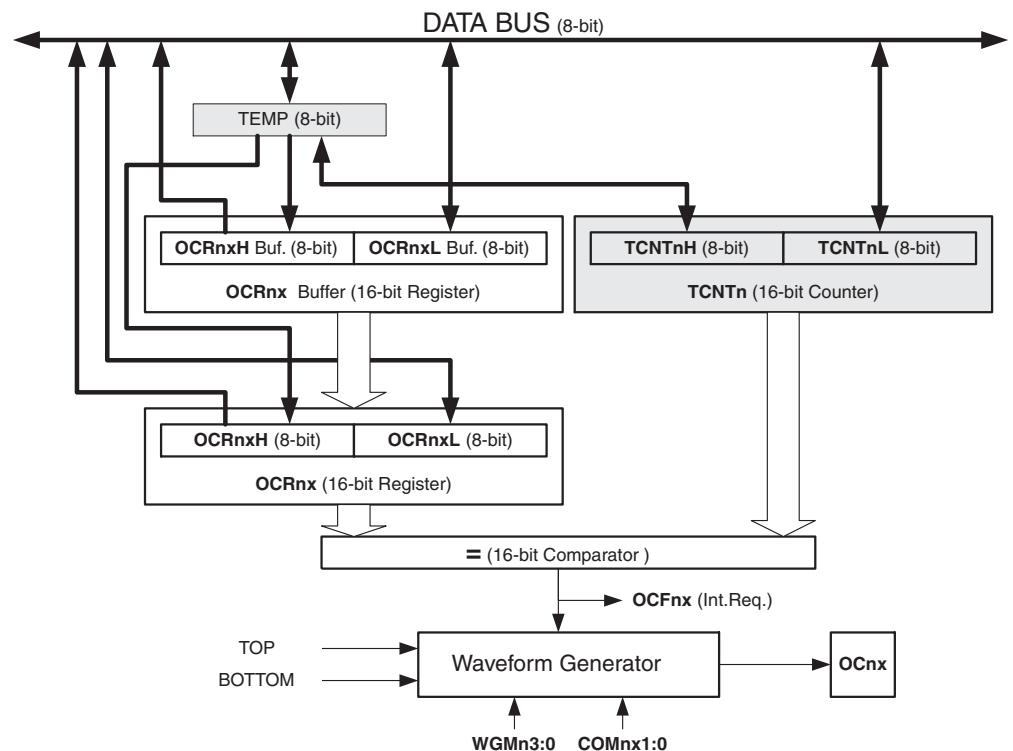 DATA BUS (8-bit)
TEMP (8-bit)
OCRnxH Buf. (8-bit) OCRnxL Buf. (8-bit)
OCRnx Buffer (16-bit Register)
TCNTnH (8-bit) TCNTnL (8-bit)
TCNTn (16-bit Counter)
OCRnxH (8-bit) OCRnxL (8-bit)
OCRnx (16-bit Register)
= (16-bit Comparator )
OCFnx (Int.Req.)
TOP
BOTTOM
Waveform Generator
OCnx
WGMn3:0 COMnx1:0